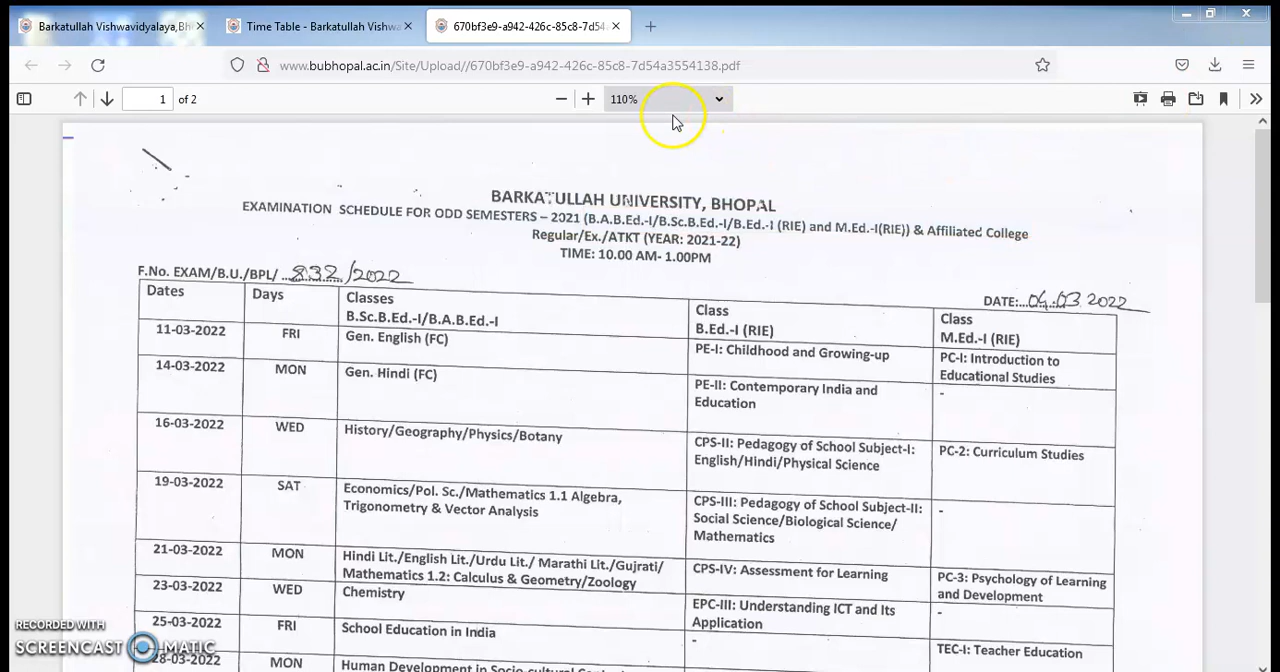 Barkatullah Vishwavidyalaya,BH
Time Table - Barkatullah Vishwa
670bf3e9-a942-426c-85c8-7d54
www.bubhopal.ac.in/Site/Upload//670bf3e9-a942-426c-85c8-7d54a3554138.pdf
1 of 2
110%
BARKATULLAH UNIVERSITY, BHOPAL
EXAMINATION SCHEDULE FOR ODD SEMESTERS – 2021 (B.A.B.Ed.-I/B.Sc.B.Ed.-I/B.Ed.-I (RIE) and M.Ed.-I(RIE)) & Affiliated College
Regular/Ex./ATKT (YEAR: 2021-22)
TIME: 10.00 AM- 1.00PM
F.No. EXAM/B.U./BPL/ 832/2022
DATE:...04.03 2022
Dates Days Classes
B.Sc.B.Ed.-I/B.A.B.Ed.-I
Class
B.Ed.-I (RIE)
Class
M.Ed.-I (RIE)
11-03-2022 FRI Gen. English (FC) PE-I: Childhood and Growing-up PC-I: Introduction to
Educational Studies
14-03-2022 MON Gen. Hindi (FC) PE-II: Contemporary India and -
Education
16-03-2022 WED History/Geography/Physics/Botany CPS-II: Pedagogy of School Subject-I: PC-2: Curriculum Studies
English/Hindi/Physical Science
19-03-2022 SAT Economics/Pol. Sc./Mathematics 1.1 Algebra, CPS-III: Pedagogy of School Subject-II: -
Trigonometry & Vector Analysis Social Science/Biological Science/
Mathematics
21-03-2022 MON Hindi Lit./English Lit./Urdu Lit./ Marathi Lit./Gujrati/ CPS-IV: Assessment for Learning PC-3: Psychology of Learning
Mathematics 1.2: Calculus & Geometry/Zoology and Development
23-03-2022 WED Chemistry EPC-III: Understanding ICT and Its -
Application
25-03-2022 FRI School Education in India - TEC-I: Teacher Education
28-03-2022 MON Human Development in Socio-cultural
RECORDED WITH
SCREENCAST MATIC